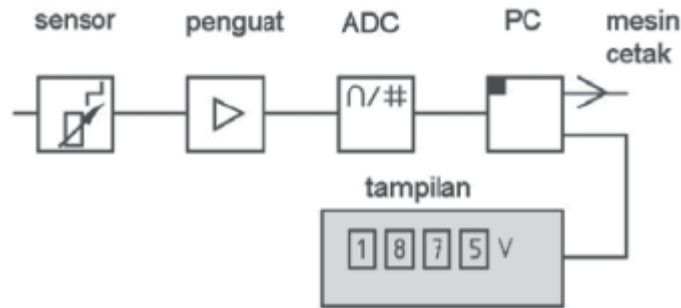 sensor penguat ADC PC mesin
cetak
∩/#
tampilan
1 8 7 5 V